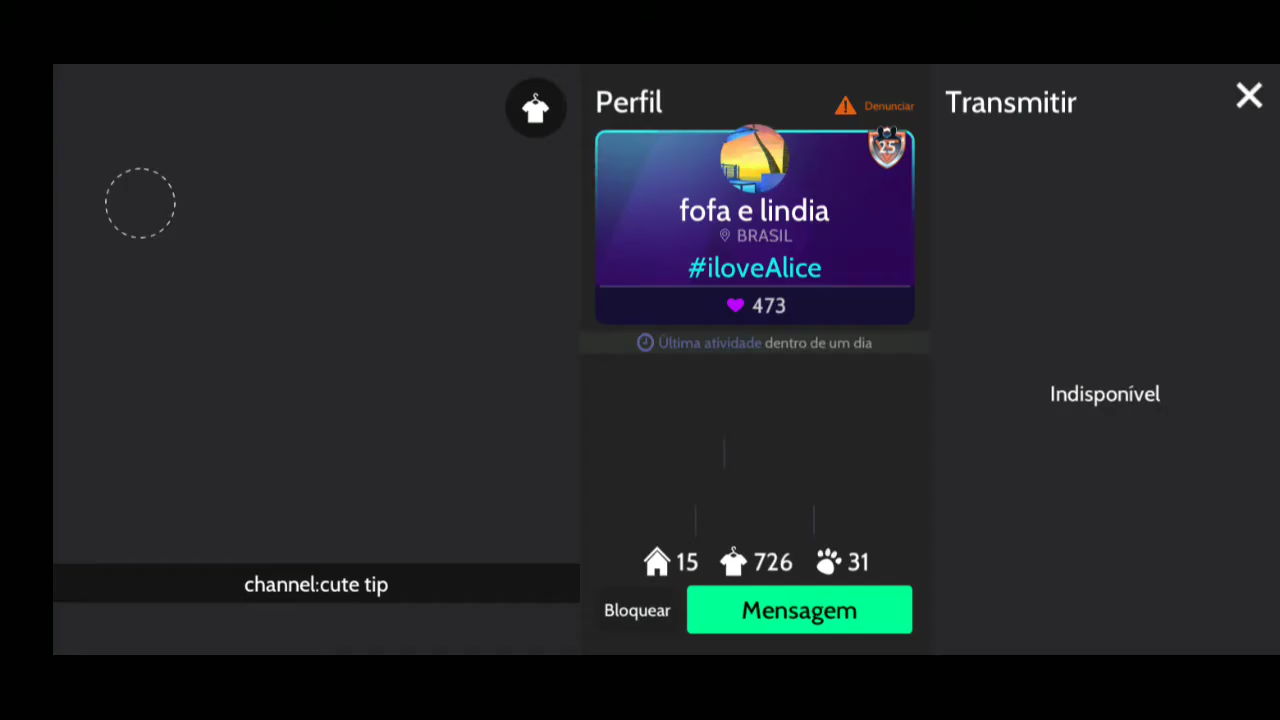 Perfil
Denunciar
25
fofa e lindia
BRASIL
#iloveAlice
473
Última atividade dentro de um dia
15 726 31
Bloquear Mensagem
Transmitir
Indisponível
channel:cute tip